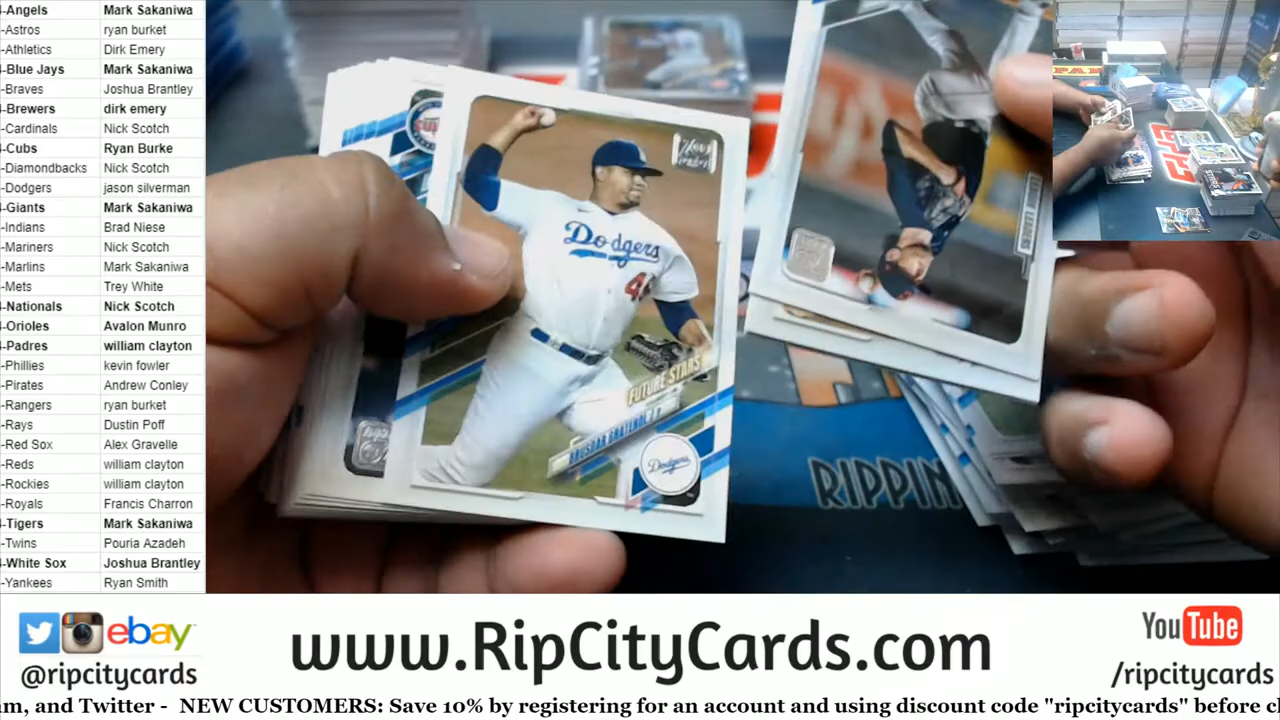 -Angels Mark Sakaniwa
-Astros ryan burket
-Athletics Dirk Emery
-Blue Jays Mark Sakaniwa
-Braves Joshua Brantley
-Brewers dirk emery
-Cardinals Nick Scotch
-Cubs Ryan Burke
-Diamondbacks Nick Scotch
-Dodgers jason silverman
-Giants Mark Sakaniwa
-Indians Brad Niese
-Mariners Nick Scotch
-Marlins Mark Sakaniwa
-Mets Trey White
-Nationals Nick Scotch
-Orioles Avalon Munro
-Padres william clayton
-Phillies kevin fowler
-Pirates Andrew Conley
-Rangers ryan burket
-Rays Dustin Poff
-Red Sox Alex Gravelle
-Reds william clayton
-Rockies william clayton
-Royals Francis Charron
-Tigers Mark Sakaniwa
-Twins Pouria Azadeh
-White Sox Joshua Brantley
-Yankees Ryan Smith
Dodgers
FUTURE STARS
Dodgers
LEADERS
RIPPIN
ebay
@ripcitycards
www.RipCityCards.com
YouTube
/ripcitycards
am, and Twitter - NEW CUSTOMERS: Save 10% by registering for an account and using discount code "ripcitycards" before c